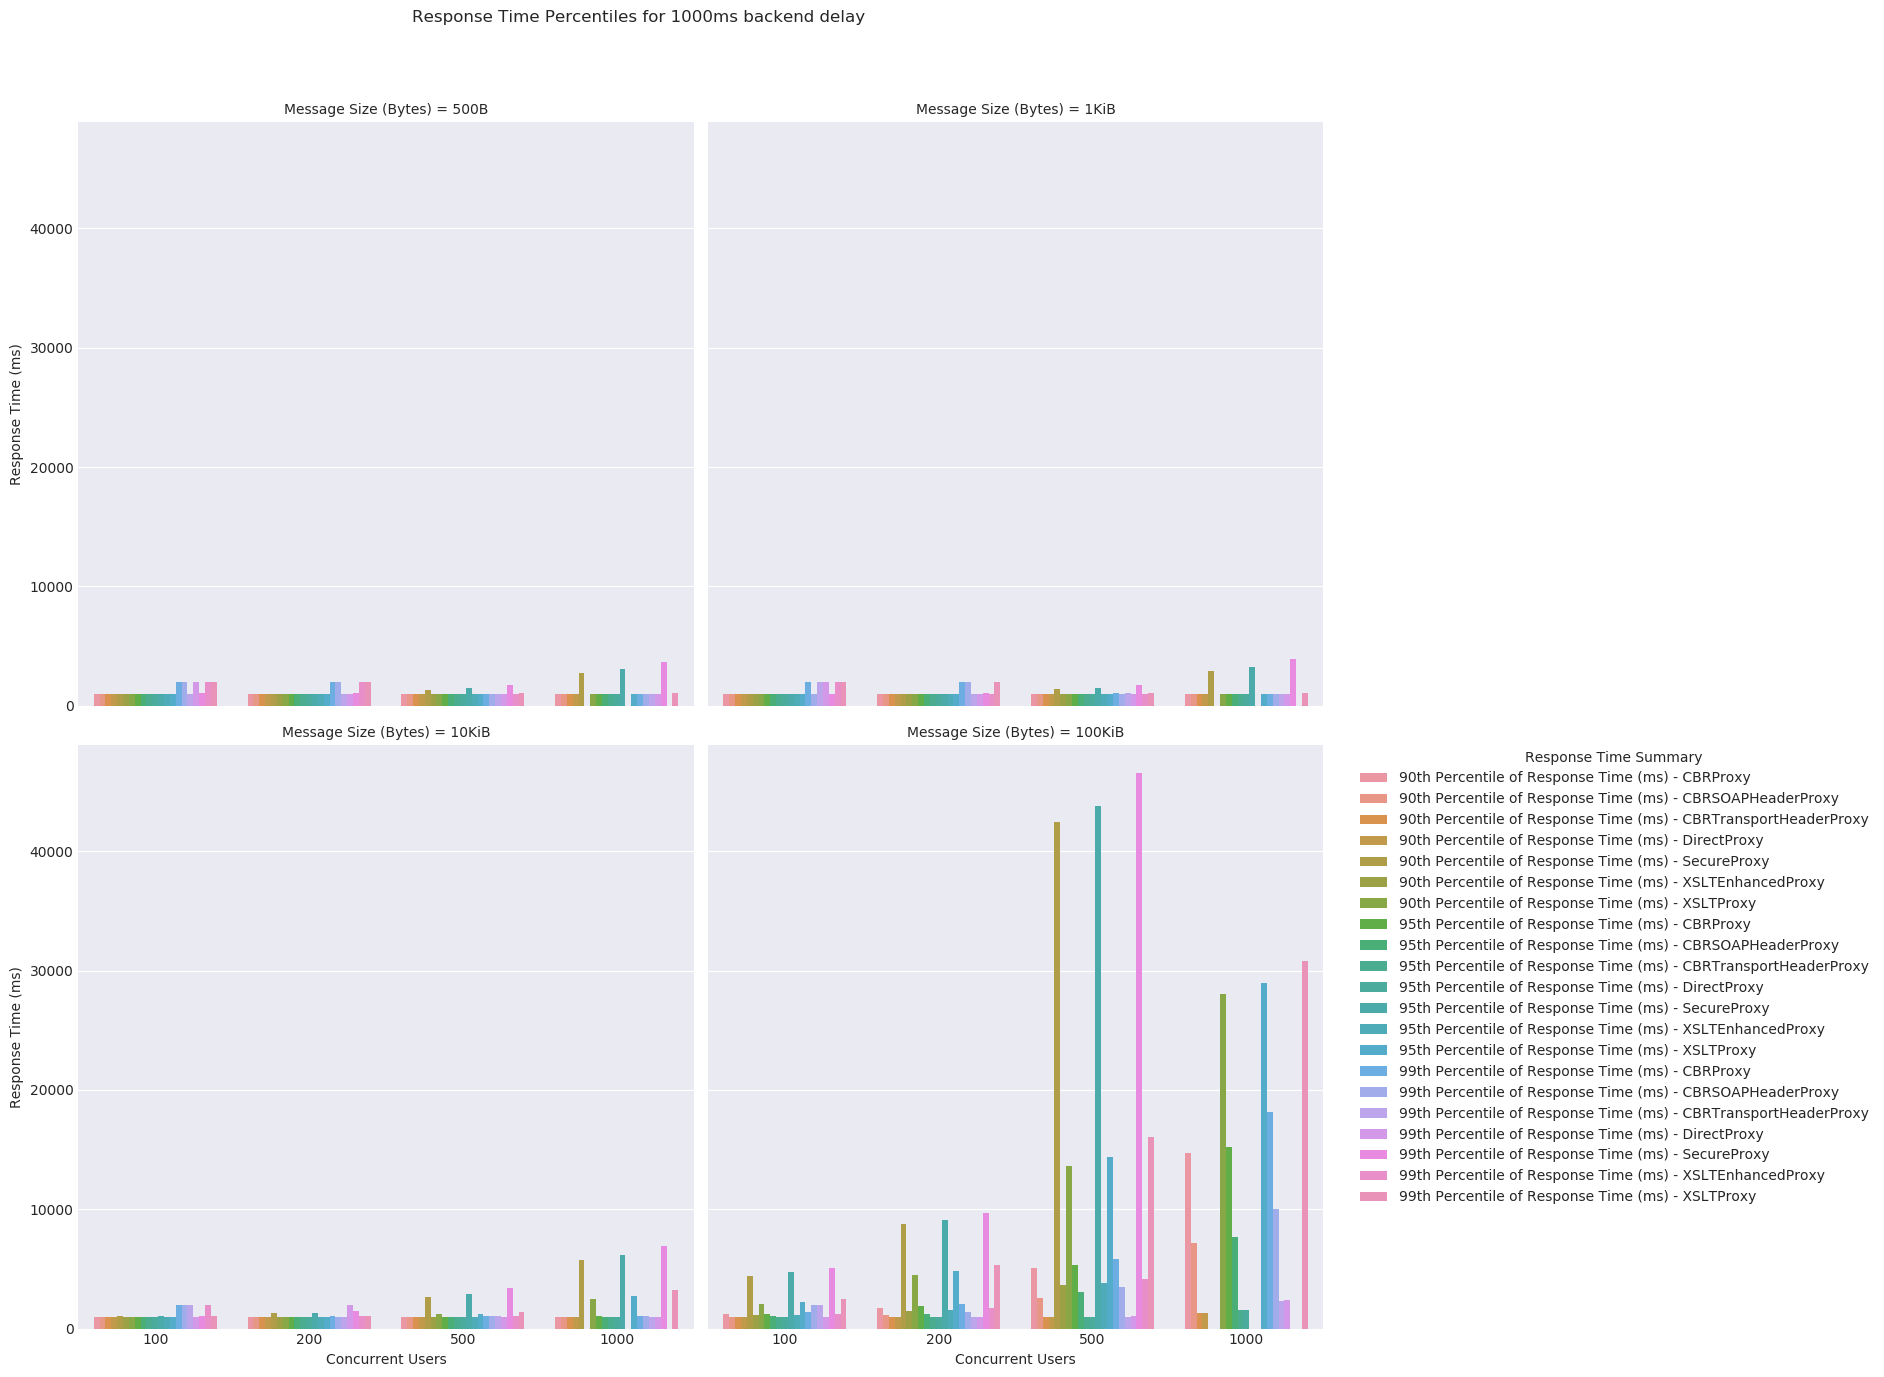 Response Time Percentiles for 1000ms backend delay
Message Size (Bytes) = 500B
Message Size (Bytes) = 1KiB
Response Time (ms)
40000
30000
20000
10000
0
Message Size (Bytes) = 10KiB
Message Size (Bytes) = 100KiB
Response Time (ms)
40000
30000
20000
10000
0
100 200 500 1000
100 200 500 1000
Concurrent Users
Concurrent Users
Response Time Summary
90th Percentile of Response Time (ms) - CBRProxy
90th Percentile of Response Time (ms) - CBRSOAPHeaderProxy
90th Percentile of Response Time (ms) - CBRTransportHeaderProxy
90th Percentile of Response Time (ms) - DirectProxy
90th Percentile of Response Time (ms) - SecureProxy
90th Percentile of Response Time (ms) - XSLTEnhancedProxy
90th Percentile of Response Time (ms) - XSLTProxy
95th Percentile of Response Time (ms) - CBRProxy
95th Percentile of Response Time (ms) - CBRSOAPHeaderProxy
95th Percentile of Response Time (ms) - CBRTransportHeaderProxy
95th Percentile of Response Time (ms) - DirectProxy
95th Percentile of Response Time (ms) - SecureProxy
95th Percentile of Response Time (ms) - XSLTEnhancedProxy
95th Percentile of Response Time (ms) - XSLTProxy
99th Percentile of Response Time (ms) - CBRProxy
99th Percentile of Response Time (ms) - CBRSOAPHeaderProxy
99th Percentile of Response Time (ms) - CBRTransportHeaderProxy
99th Percentile of Response Time (ms) - DirectProxy
99th Percentile of Response Time (ms) - SecureProxy
99th Percentile of Response Time (ms) - XSLTEnhancedProxy
99th Percentile of Response Time (ms) - XSLTProxy